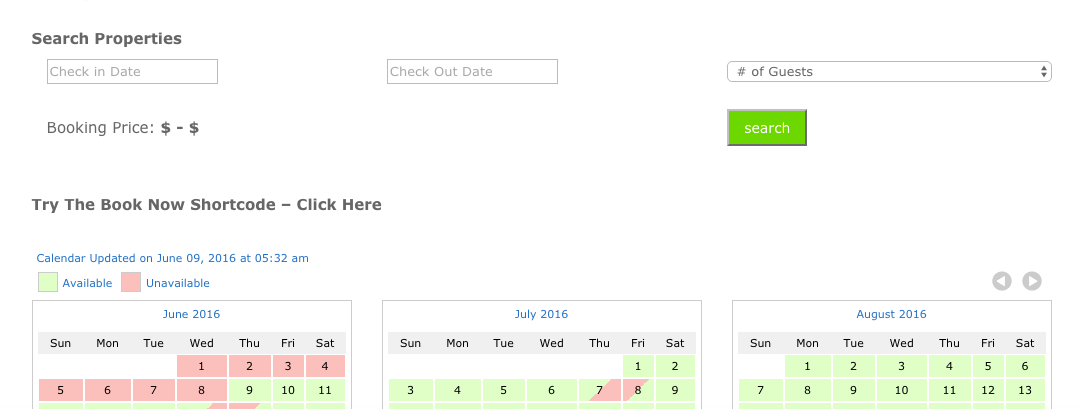 Search Properties
Check in Date Check Out Date # of Guests
Booking Price: $ - $ search
Try The Book Now Shortcode – Click Here
Calendar Updated on June 09, 2016 at 05:32 am
Available Unavailable
June 2016 July 2016 August 2016
Sun Mon Tue Wed Thu Fri Sat Sun Mon Tue Wed Thu Fri Sat Sun Mon Tue Wed Thu Fri Sat
1 2 3 4 1 2 1 2 3 4 5 6
5 6 7 8 9 10 11 3 4 5 6 7 8 9 7 8 9 10 11 12 13